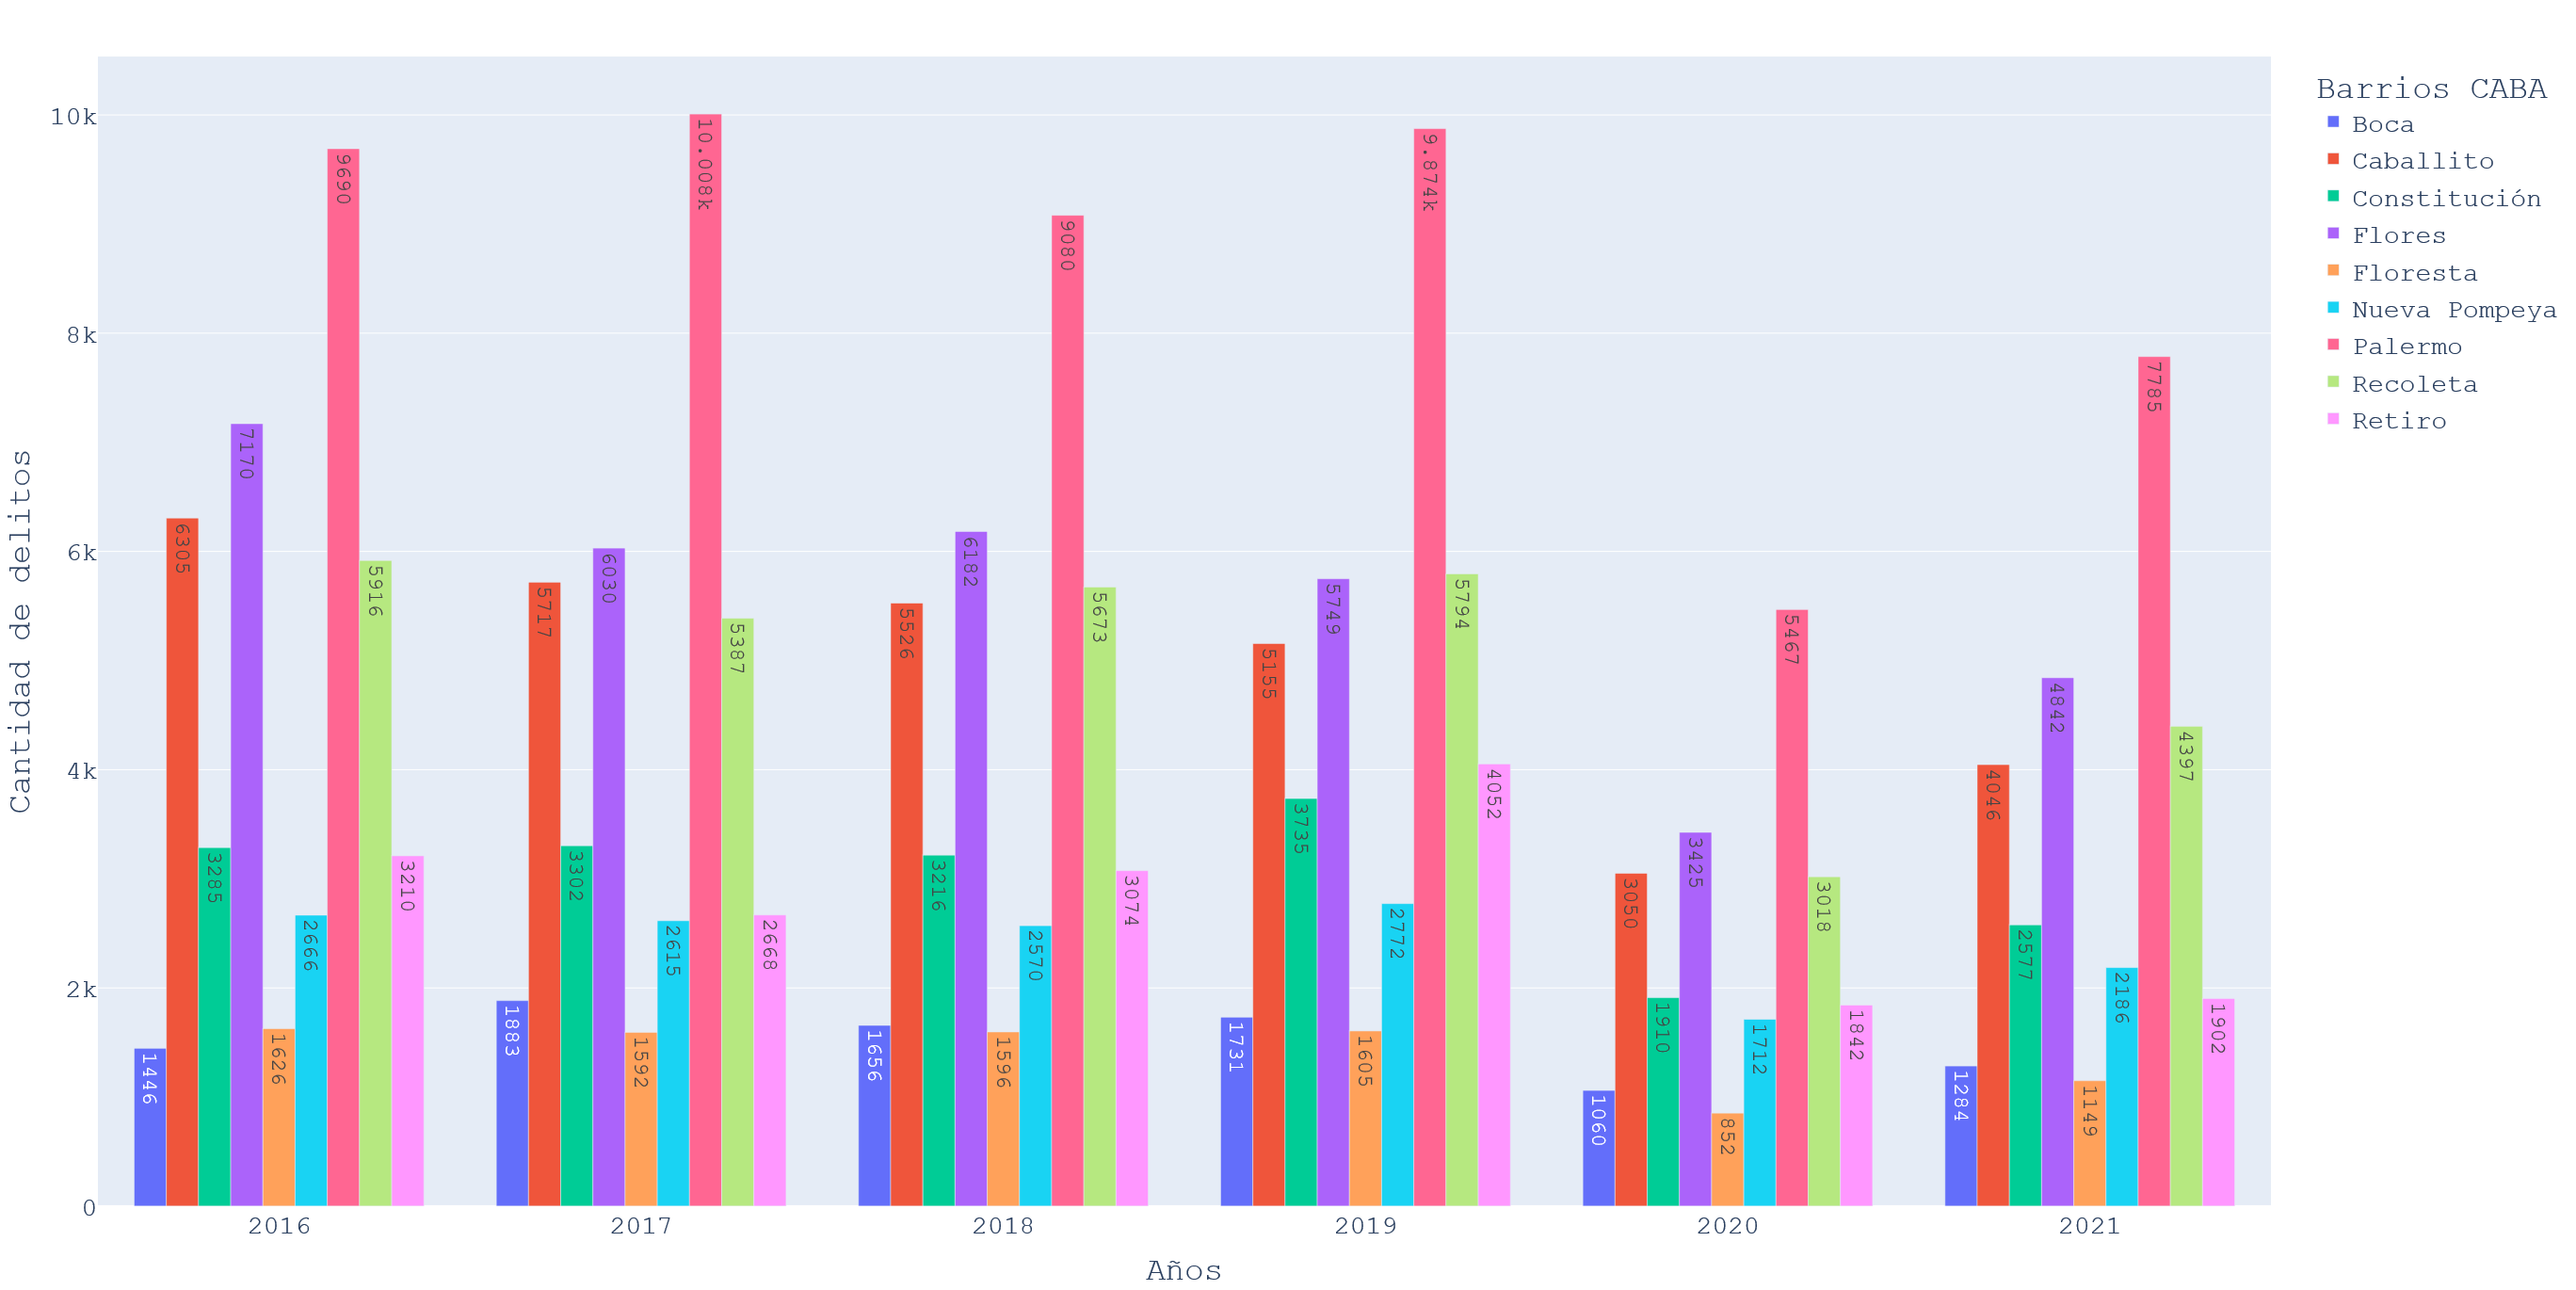 Barrios CABA
Boca
Caballito
Constitución
Flores
Floresta
Nueva Pompeya
Palermo
Recoleta
Retiro
Cantidad de delitos
10k
8k
6k
4k
2k
0
1446
6305
3285
7170
1626
2666
9690
5916
3210
1883
5717
3302
6030
1592
2615
10.008k
5387
2668
1656
5526
3216
6182
1596
2570
9080
5673
3074
1731
5155
3735
5749
1605
2772
9.874k
5794
4052
1060
3050
1910
3425
852
1712
5467
3018
1842
1284
4046
2577
4842
1149
2186
7785
4397
1902
2016 2017 2018 2019 2020 2021
Años